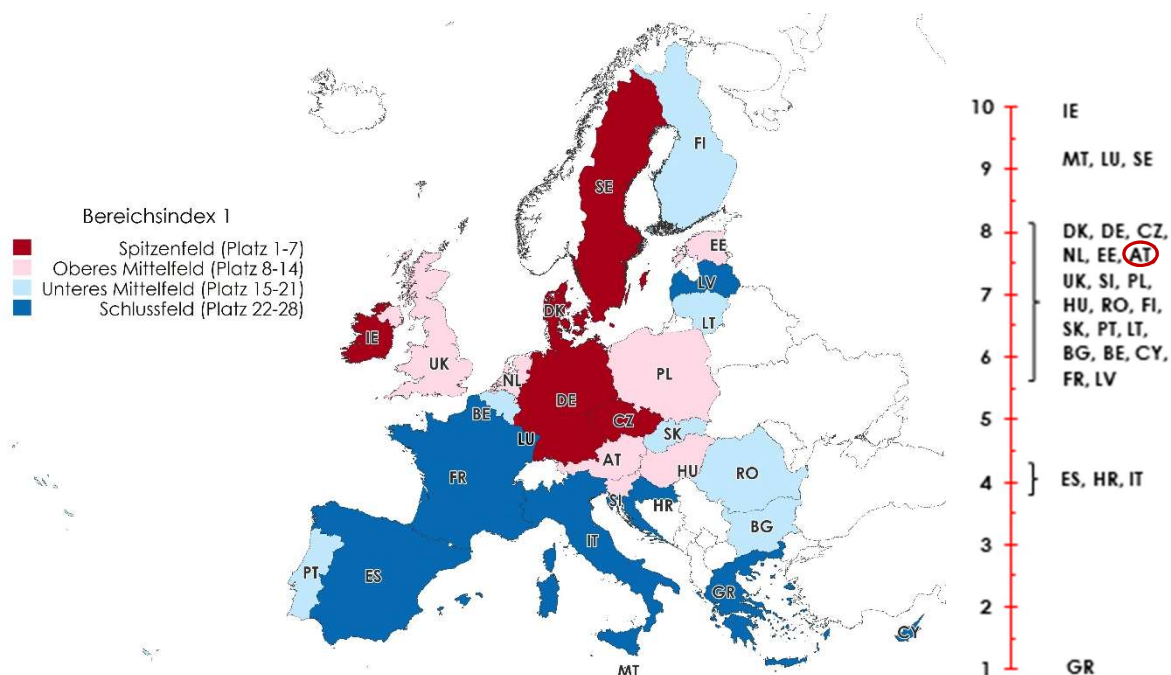 Bereichsindex 1
Spitzenfeld (Platz 1-7)
Oberes Mittelfeld (Platz 8-14)
Unteres Mittelfeld (Platz 15-21)
Schlussfeld (Platz 22-28)
FI
SE
EE
LV
LT
DK
IE
UK
NL
PL
BE
DE
CZ
LU
SK
AT
FR
HU
RO
SI
HR
BG
IT
PT
ES
GR
CY
MT
10
IE
9
MT, LU, SE
8
DK, DE, CZ,
NL, EE, AT
UK, SI, PL,
7
HU, RO, FI,
SK, PT, LT,
6
BG, BE, CY,
FR, LV
5
4
ES, HR, IT
3
2
1
GR